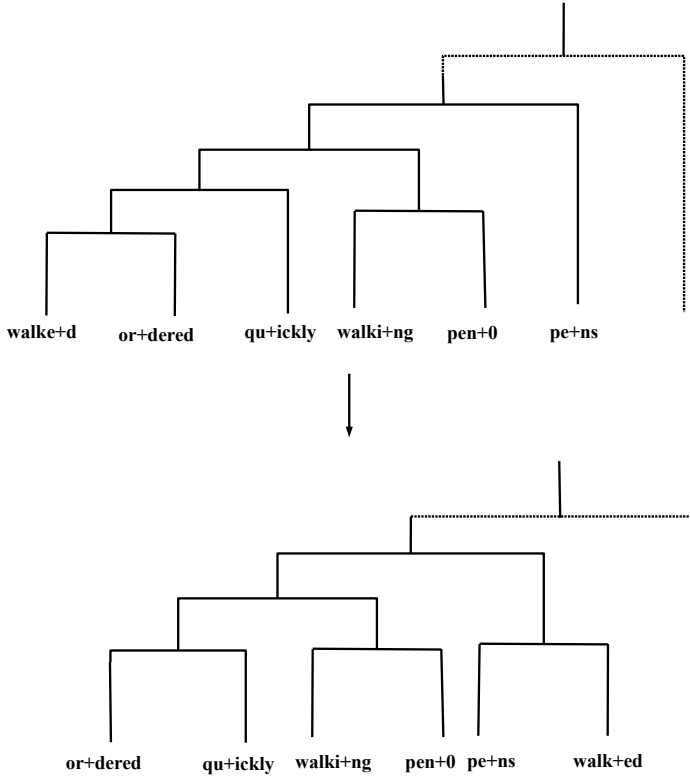 walke+d or+dered qu+ickly walki+ng pen+0 pe+ns
or+dered qu+ickly walki+ng pen+0 pe+ns walk+ed